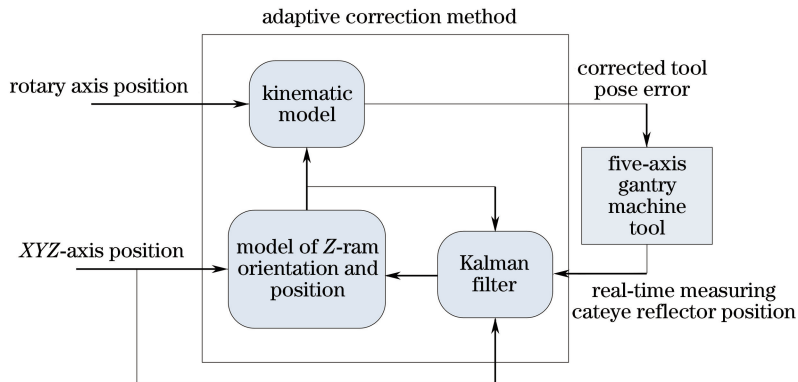 adaptive correction method
rotary axis position
kinematic
model
corrected tool
pose error
five-axis
gantry
machine
tool
XYZ-axis position
model of Z-ram
orientation and
position
Kalman
filter
real-time measuring
cateye reflector position